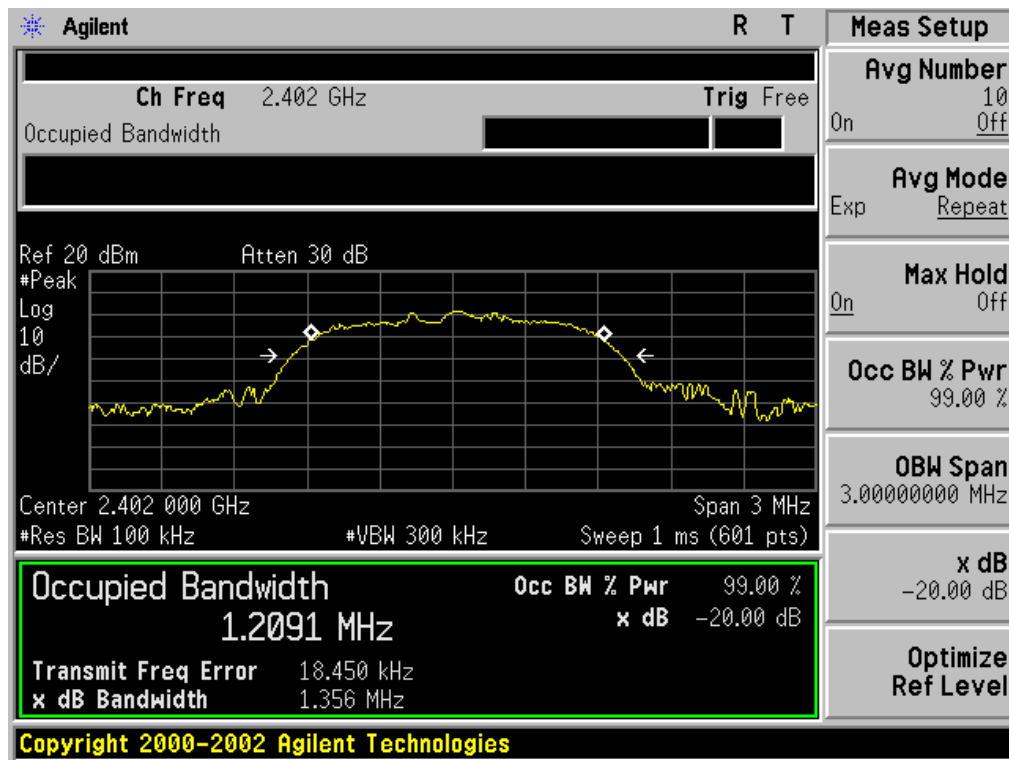 Agilent R T
Ch Freq 2.402 GHz Trig Free
Occupied Bandwidth
Ref 20 dBm Atten 30 dB
#Peak
Log
10
dB/
Center 2.402 000 GHz Span 3 MHz
#Res BW 100 kHz #VBW 300 kHz Sweep 1 ms (601 pts)
Occupied Bandwidth Occ BW % Pwr 99.00 %
1.2091 MHz x dB -20.00 dB
Transmit Freq Error 18.450 kHz
x dB Bandwidth 1.356 MHz
Copyright 2000-2002 Agilent Technologies
Meas Setup
Avg Number
10
On Off
Avg Mode
Exp Repeat
Max Hold
On Off
Occ BW % Pwr
99.00 %
OBW Span
3.00000000 MHz
x dB
-20.00 dB
Optimize
Ref Level